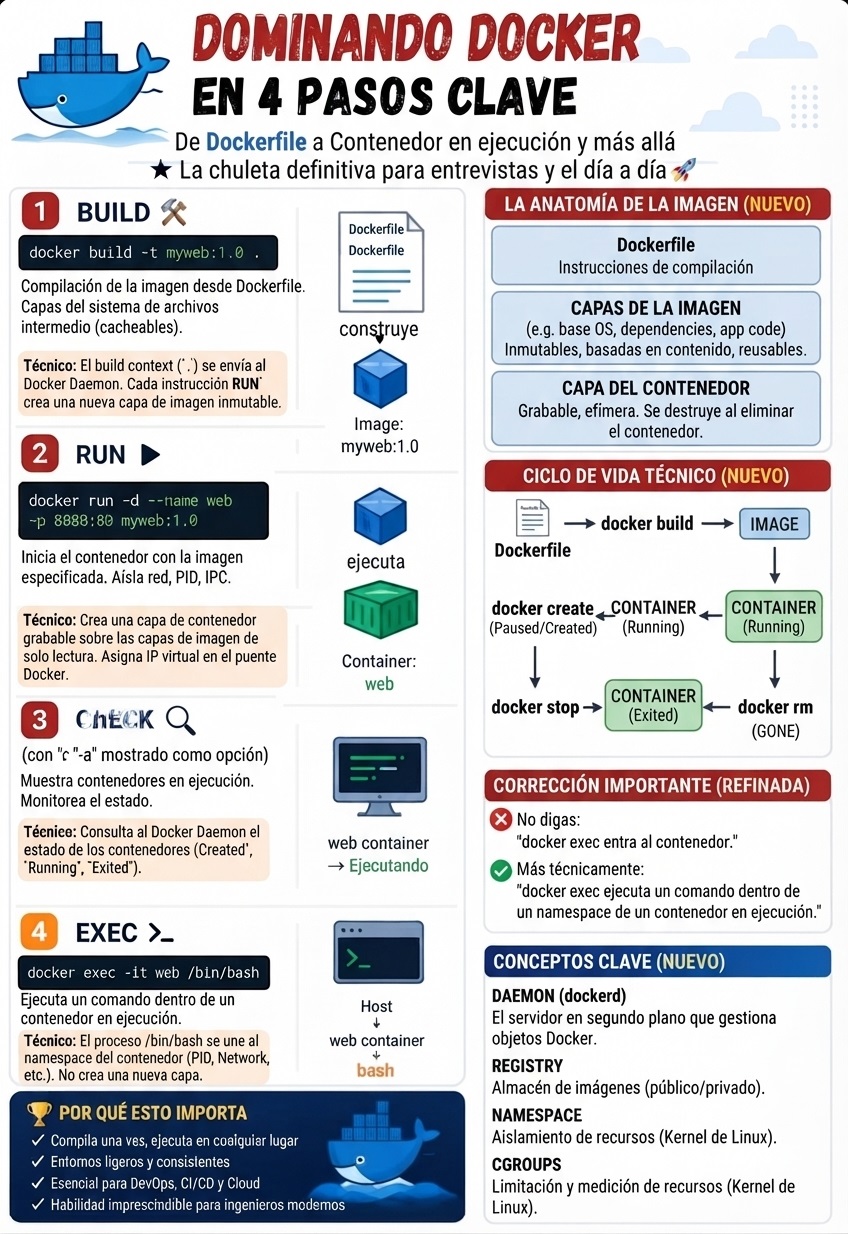 DOMINANDO DOCKER
EN 4 PASOS CLAVE
De Dockerfile a Contenedor en ejecución y más allá
★ La chuleta definitiva para entrevistas y el día a día 🚀
1 BUILD
docker build -t myweb:1.0 .
Compilación de la imagen desde Dockerfile.
Capas del sistema de archivos
intermedio (cacheables).
Técnico: El build context (`.´) se envía al
Docker Daemon. Cada instrucción RUN`
crea una nueva capa de imagen inmutable.
Dockerfile
Dockerfile
construye
Image:
myweb:1.0
2 RUN
docker run -d --name web
-p 8888:80 myweb:1.0
Inicia el contenedor con la imagen
especificada. Aísla red, PID, IPC.
Técnico: Crea una capa de contenedor
grabable sobre las capas de imagen de
solo lectura. Asigna IP virtual en el puente
Docker.
ejecuta
Container:
web
3 ChECK
(con "-a" mostrado como opción)
Muestra contenedores en ejecución.
Monitorea el estado.
Técnico: Consulta al Docker Daemon el
estado de los contenedores (Created",
"Running", "Exited").
web container
→ Ejecutando
4 EXEC >_
docker exec -it web /bin/bash
Ejecuta un comando dentro de un
contenedor en ejecución.
Técnico: El proceso /bin/bash se une al
namespace del contenedor (PID, Network,
etc.). No crea una nueva capa.
>_
Host
↓
web container
↓
bash
POR QUÉ ESTO IMPORTA
✓ Compila una ves, ejecuta en coalquier lugar
✓ Entornos ligeros y consistentes
✓ Esencial para DevOps, CI/CD y Cloud
✓ Habilidad imprescindible para ingenieros modemos
LA ANATOMÍA DE LA IMAGEN (NUEVO)
Dockerfile
Instrucciones de compilación
CAPAS DE LA IMAGEN
(e.g. base OS, dependencies, app code)
Inmutables, basadas en contenido, reusables.
CAPA DEL CONTENEDOR
Grabable, efímera. Se destruye al eliminar
el contenedor.
CICLO DE VIDA TÉCNICO (NUEVO)
Dockerfile → docker build → IMAGE
docker create ← CONTAINER ← CONTAINER
(Paused/Created) (Running) (Running)
docker stop → CONTAINER ← docker rm
(Exited) (GONE)
CORRECCIÓN IMPORTANTE (REFINADA)
No digas:
"docker exec entra al contenedor."
Más técnicamente:
"docker exec ejecuta un comando dentro de
un namespace de un contenedor en ejecución."
CONCEPTOS CLAVE (NUEVO)
DAEMON (dockerd)
El servidor en segundo plano que gestiona
objetos Docker.
REGISTRY
Almacén de imágenes (público/privado).
NAMESPACE
Aislamiento de recursos (Kernel de Linux).
CGROUPS
Limitación y medición de recursos (Kernel de
Linux).